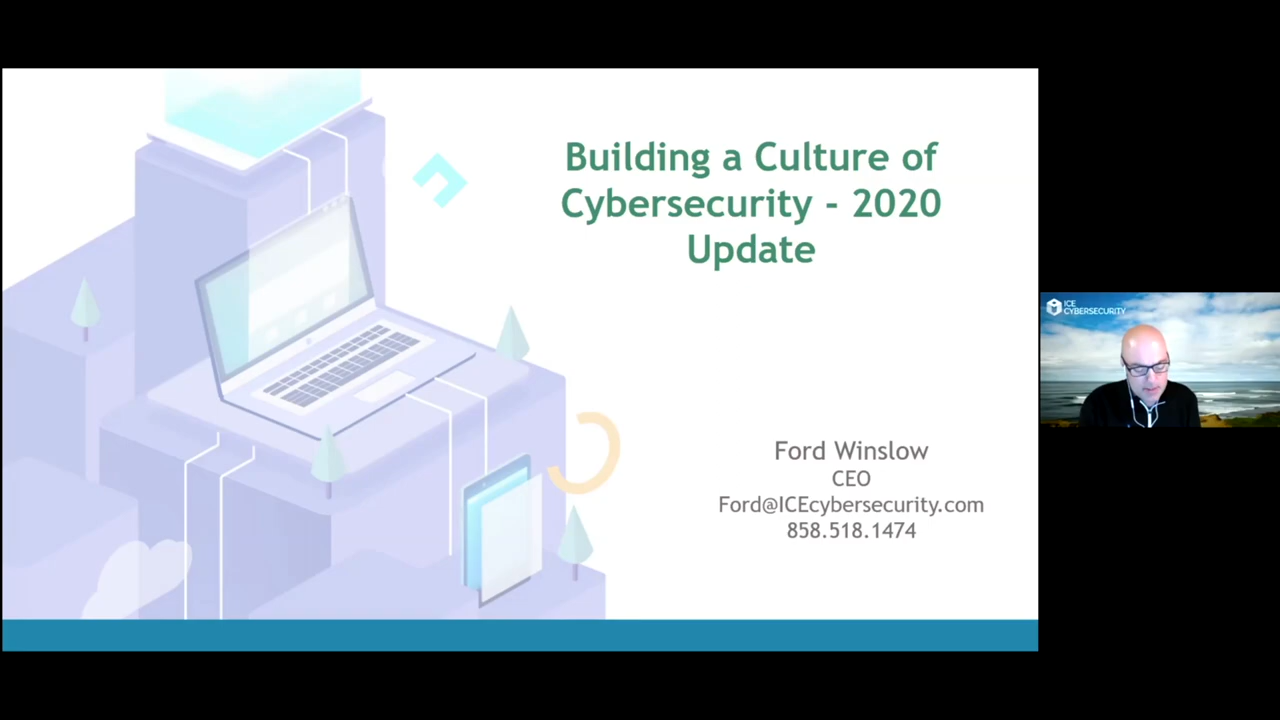 Building a Culture of
Cybersecurity - 2020
Update
Ford Winslow
CEO
Ford@ICEcybersecurity.com
858.518.1474
ICE
CYBERSECURITY